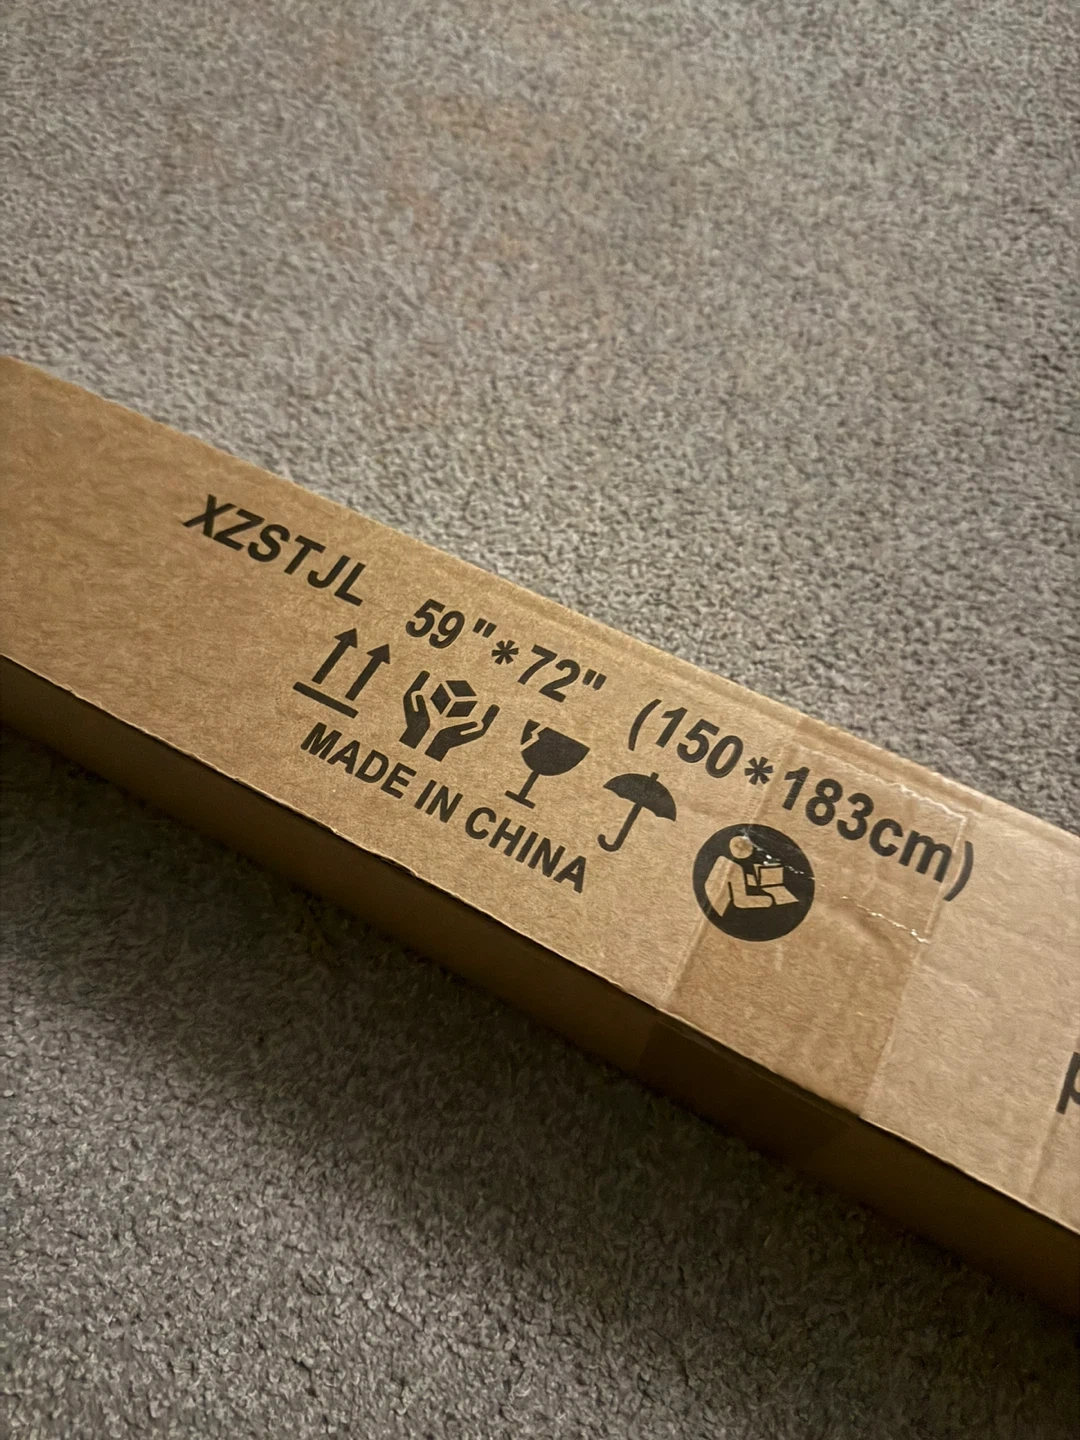 XZSTJL 59"*72" (150*183cm)
MADE IN CHINA